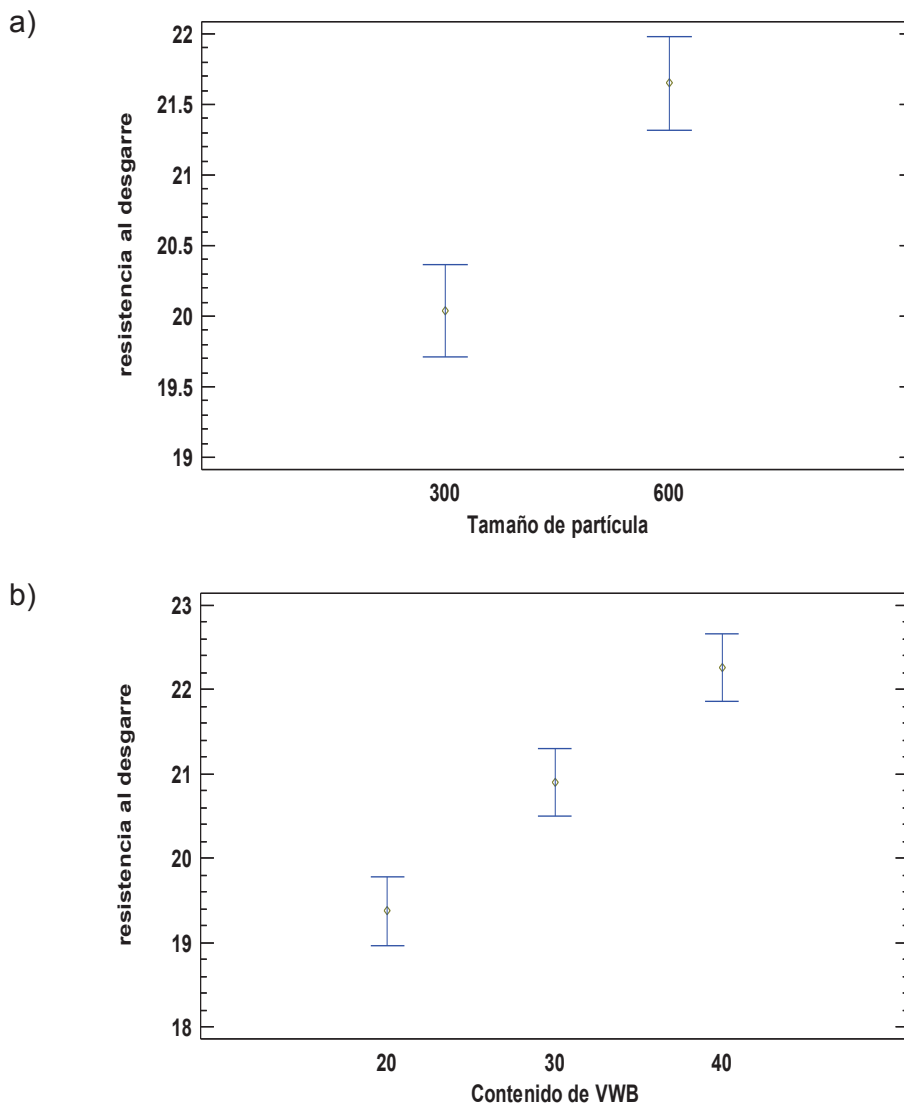 a)
resistencia al desgarre
22
21.5
21
20.5
20
19.5
19
300 600
Tamaño de partícula
b)
resistencia al desgarre
23
22
21
20
19
18
20 30 40
Contenido de VWB